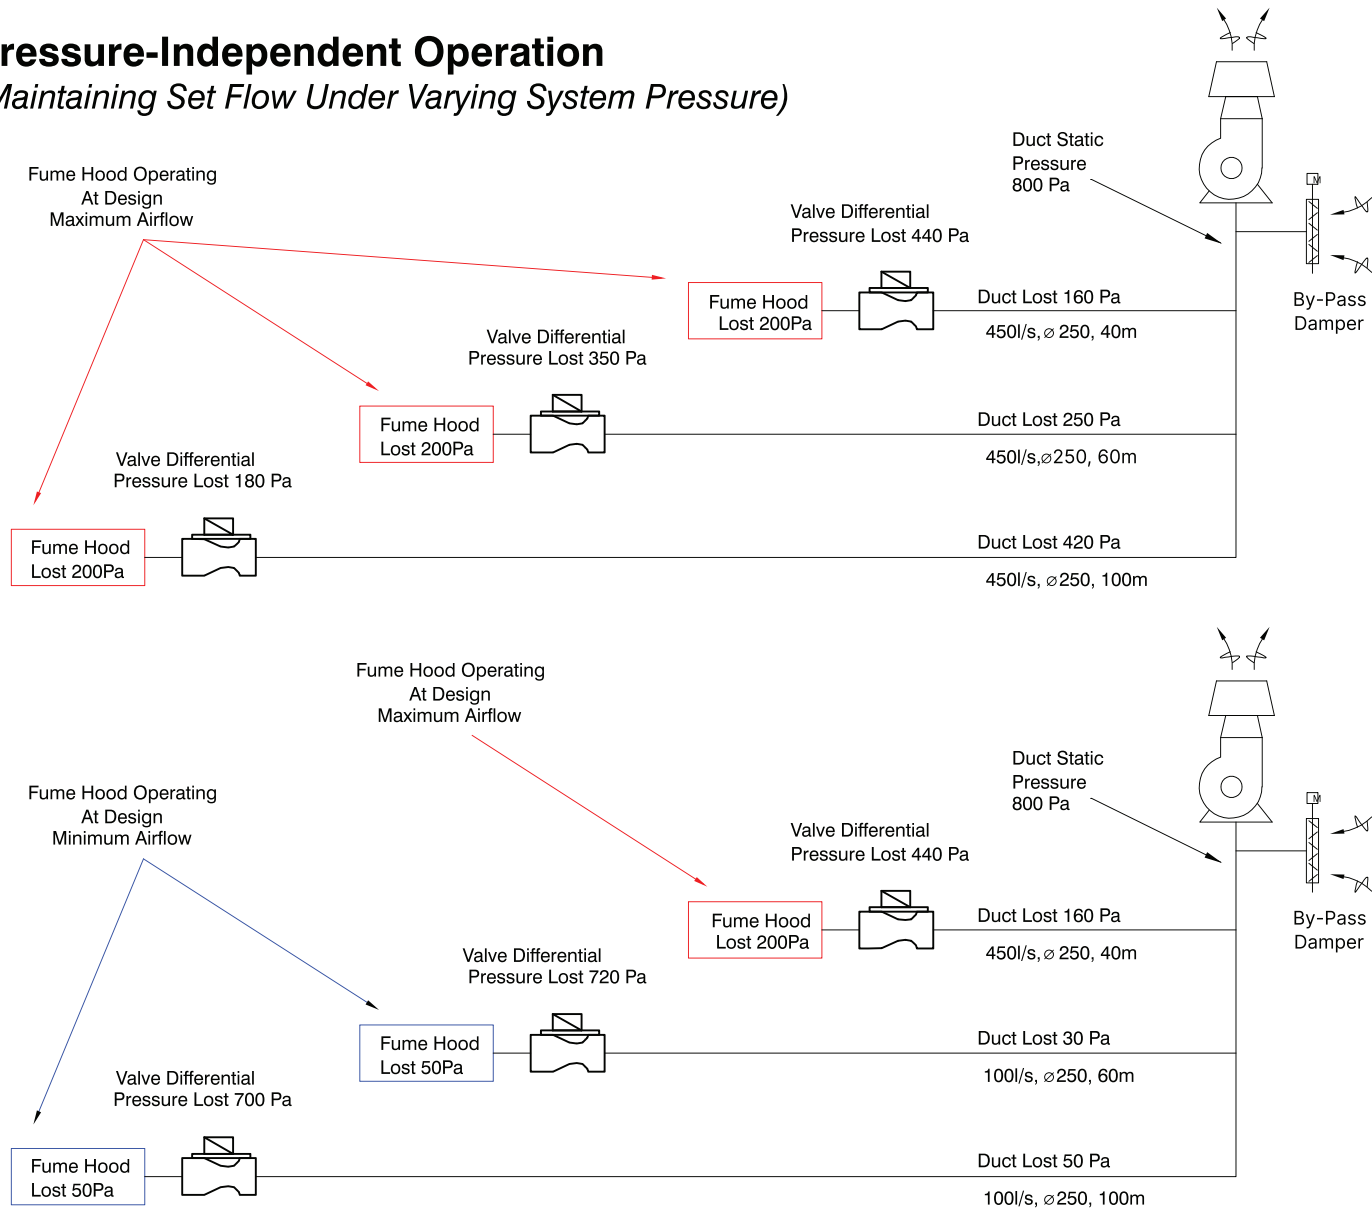 ressure-Independent Operation
Maintaining Set Flow Under Varying System Pressure)
Duct Static
Pressure
800 Pa
Fume Hood Operating
At Design
Maximum Airflow
M
Valve Differential
Pressure Lost 440 Pa
Fume Hood
Lost 200Pa
Duct Lost 160 Pa
450l/s,⌀ 250, 40m
By-Pass
Damper
Valve Differential
Pressure Lost 350 Pa
Fume Hood
Lost 200Pa
Duct Lost 250 Pa
450l/s,⌀250, 60m
Valve Differential
Pressure Lost 180 Pa
Fume Hood
Lost 200Pa
Duct Lost 420 Pa
450l/s, ⌀250, 100m
Fume Hood Operating
At Design
Maximum Airflow
Duct Static
Pressure
800 Pa
Fume Hood Operating
At Design
Minimum Airflow
M
Valve Differential
Pressure Lost 440 Pa
Fume Hood
Lost 200Pa
Duct Lost 160 Pa
450l/s,⌀ 250, 40m
By-Pass
Damper
Valve Differential
Pressure Lost 720 Pa
Fume Hood
Lost 50Pa
Duct Lost 30 Pa
100l/s, ⌀250, 60m
Valve Differential
Pressure Lost 700 Pa
Fume Hood
Lost 50Pa
Duct Lost 50 Pa
100l/s, ⌀250, 100m